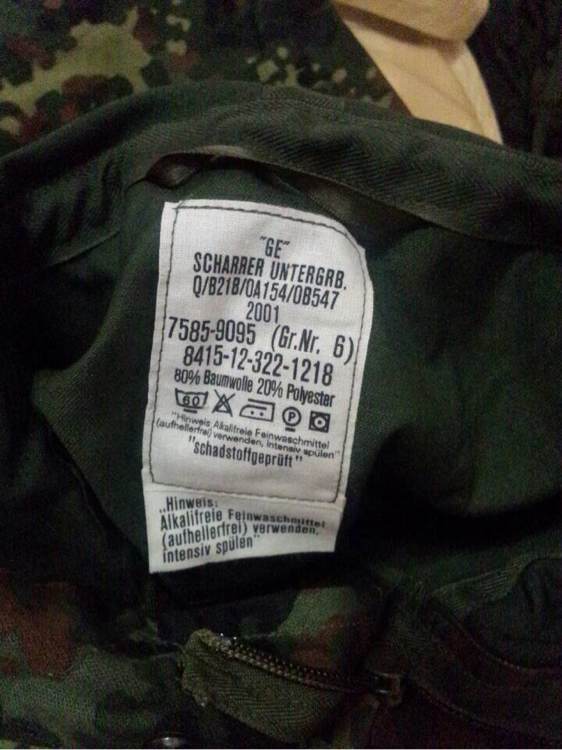 "GE"
SCHARRER UNTERGRB.
Q/B21B/0A154/0B547
2001
7585-9095 (Gr.Nr. 6)
8415-12-322-1218
80% Baumwolle 20% Polyester
60 P
"Hinweis Alkalifreie Feinwaschmittel
(aufhellerfrei) verwenden, intensiv spülen"
"Schadstoffgeprüft"
"Hinweis:
Alkalifreie Feinwaschmittel
(aufhellerfrei) verwenden,
intensiv spülen"